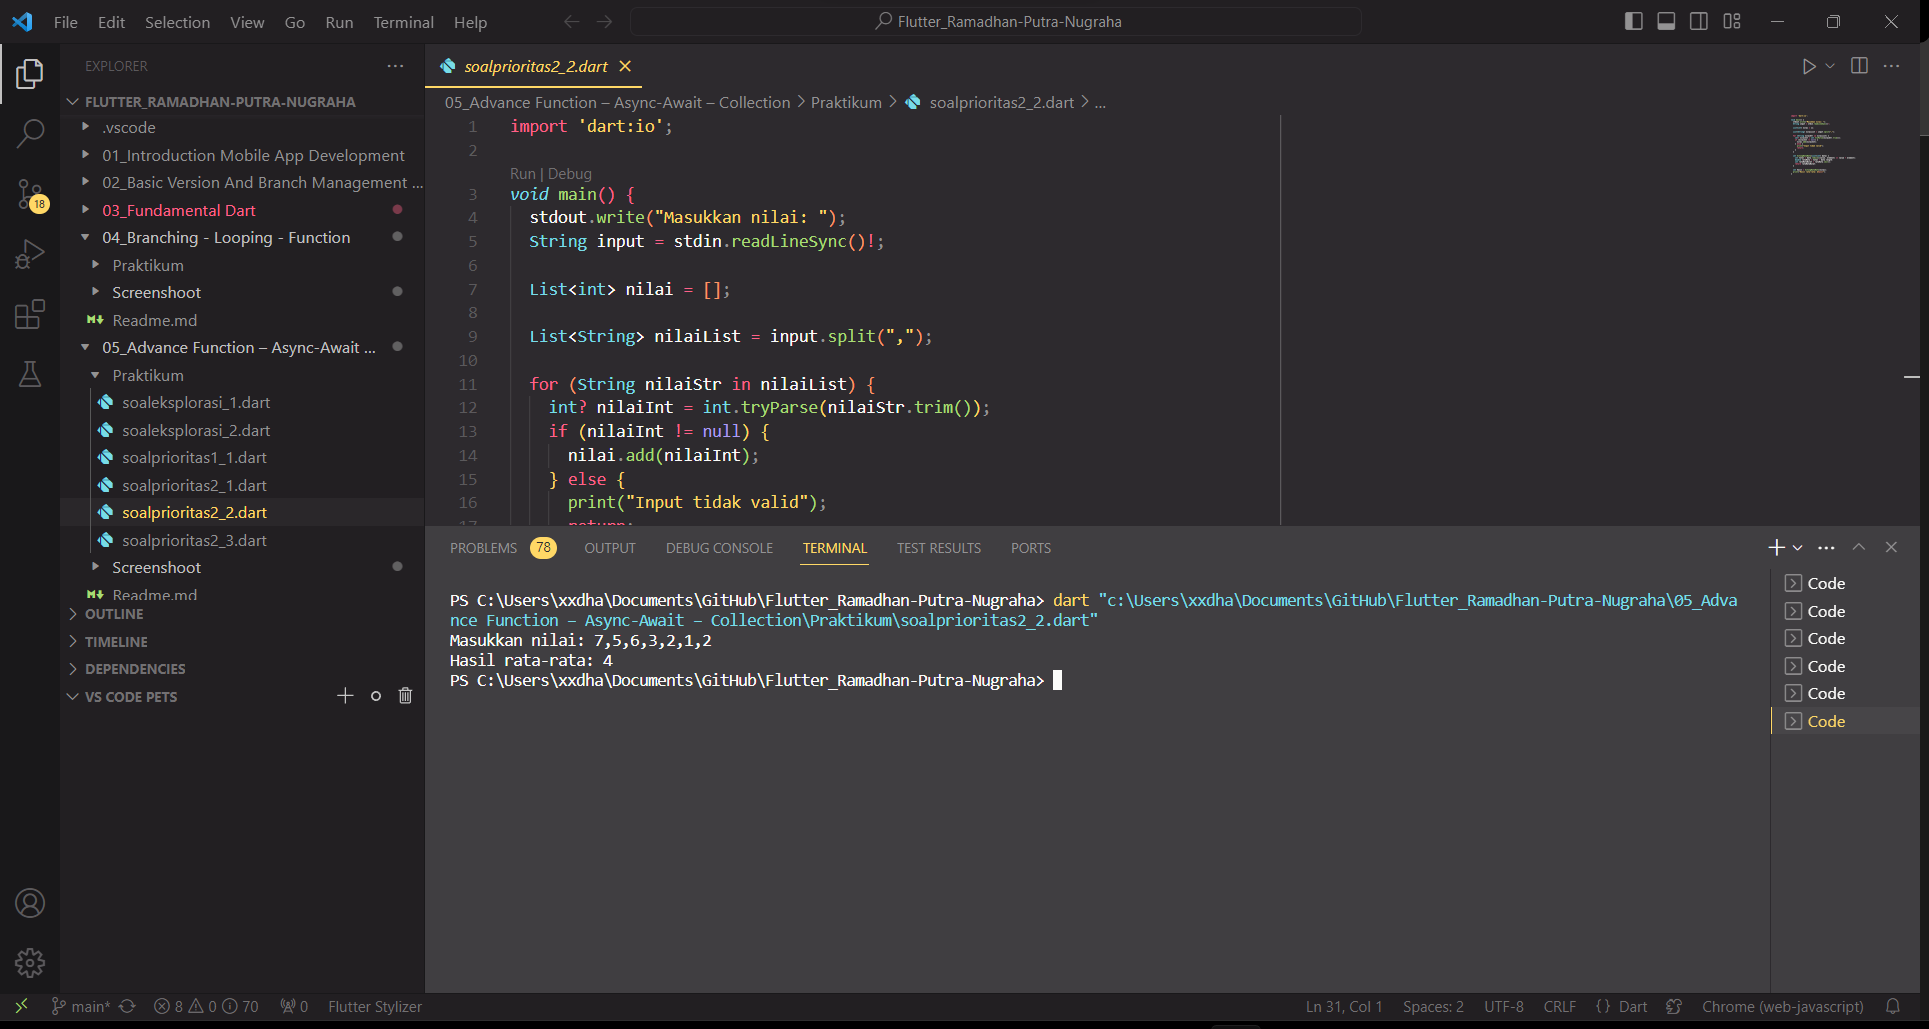 File Edit Selection View Go Run Terminal Help
Flutter_Ramadhan-Putra-Nugraha
EXPLORER
FLUTTER_RAMADHAN-PUTRA-NUGRAHA
.vscode
01_Introduction Mobile App Development
02_Basic Version And Branch Management ...
03_Fundamental Dart
04_Branching - Looping - Function
Praktikum
Screenshoot
Readme.md
05_Advance Function – Async-Await ...
Praktikum
soaleksplorasi_1.dart
soaleksplorasi_2.dart
soalprioritas1_1.dart
soalprioritas2_1.dart
soalprioritas2_2.dart
soalprioritas2_3.dart
Screenshoot
Readme.md
OUTLINE
TIMELINE
DEPENDENCIES
VS CODE PETS
18
soalprioritas2_2.dart
05_Advance Function – Async-Await – Collection > Praktikum > soalprioritas2_2.dart > ...
1 import 'dart:io';
2
Run | Debug
3 void main() {
4 stdout.write("Masukkan nilai: ");
5 String input = stdin.readLineSync()!;
6
7 List<int> nilai = [];
8
9 List<String> nilaiList = input.split(",");
10
11 for (String nilaiStr in nilaiList) {
12 int? nilaiInt = int.tryParse(nilaiStr.trim());
13 if (nilaiInt != null) {
14 nilai.add(nilaiInt);
15 } else {
16 print("Input tidak valid");
17 return;
PROBLEMS 78 OUTPUT DEBUG CONSOLE TERMINAL TEST RESULTS PORTS
PS C:\Users\xxdha\Documents\GitHub\Flutter_Ramadhan-Putra-Nugraha> dart "c:\Users\xxdha\Documents\GitHub\Flutter_Ramadhan-Putra-Nugraha\05_Adva
nce Function – Async-Await – Collection\Praktikum\soalprioritas2_2.dart"
Masukkan nilai: 7,5,6,3,2,1,2
Hasil rata-rata: 4
PS C:\Users\xxdha\Documents\GitHub\Flutter_Ramadhan-Putra-Nugraha>
Code
Code
Code
Code
Code
Code
main* 8 0 70 0 Flutter Stylizer
Ln 31, Col 1 Spaces: 2 UTF-8 CRLF {} Dart Chrome (web-javascript)